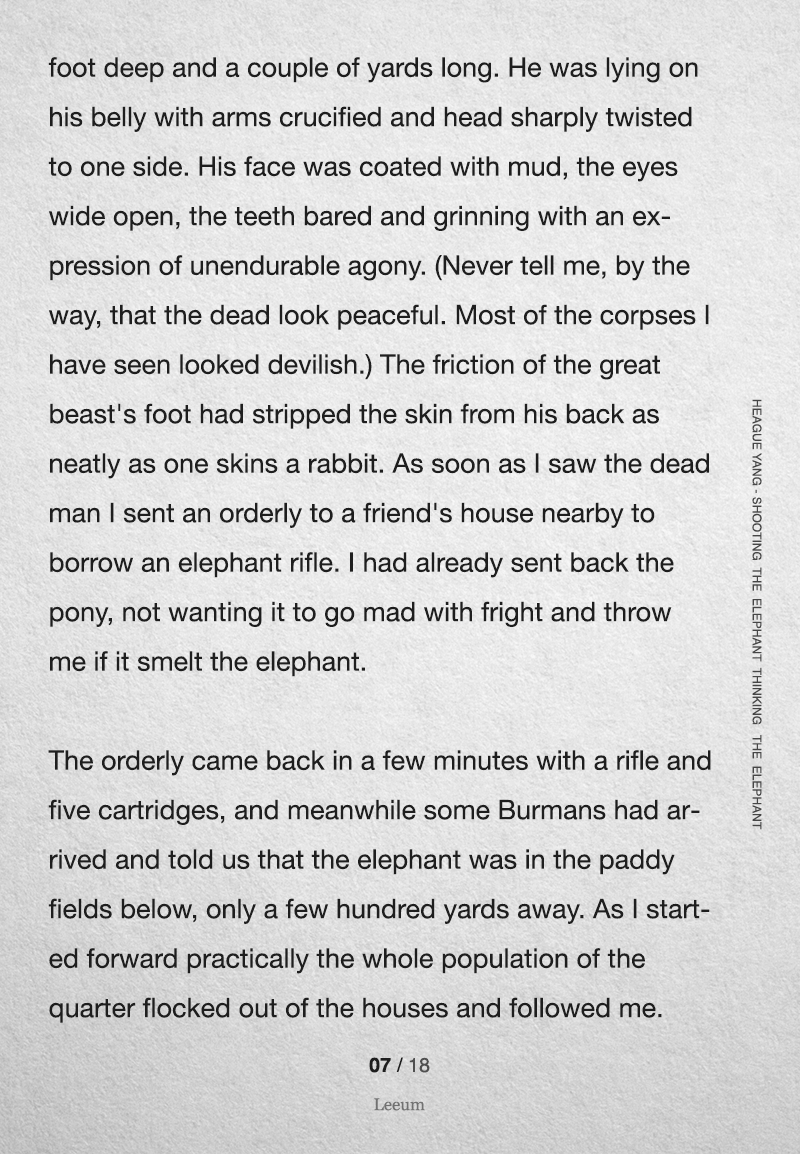 foot deep and a couple of yards long. He was lying on
his belly with arms crucified and head sharply twisted
to one side. His face was coated with mud, the eyes
wide open, the teeth bared and grinning with an ex-
pression of unendurable agony. (Never tell me, by the
way, that the dead look peaceful. Most of the corpses I
have seen looked devilish.) The friction of the great
beast's foot had stripped the skin from his back as
neatly as one skins a rabbit. As soon as I saw the dead
man I sent an orderly to a friend's house nearby to
borrow an elephant rifle. I had already sent back the
pony, not wanting it to go mad with fright and throw
me if it smelt the elephant.
The orderly came back in a few minutes with a rifle and
five cartridges, and meanwhile some Burmans had ar-
rived and told us that the elephant was in the paddy
fields below, only a few hundred yards away. As I start-
ed forward practically the whole population of the
quarter flocked out of the houses and followed me.
HEAGUE YANG - SHOOTING THE ELEPHANT THINKING THE ELEPHANT
07 / 18
Leeum